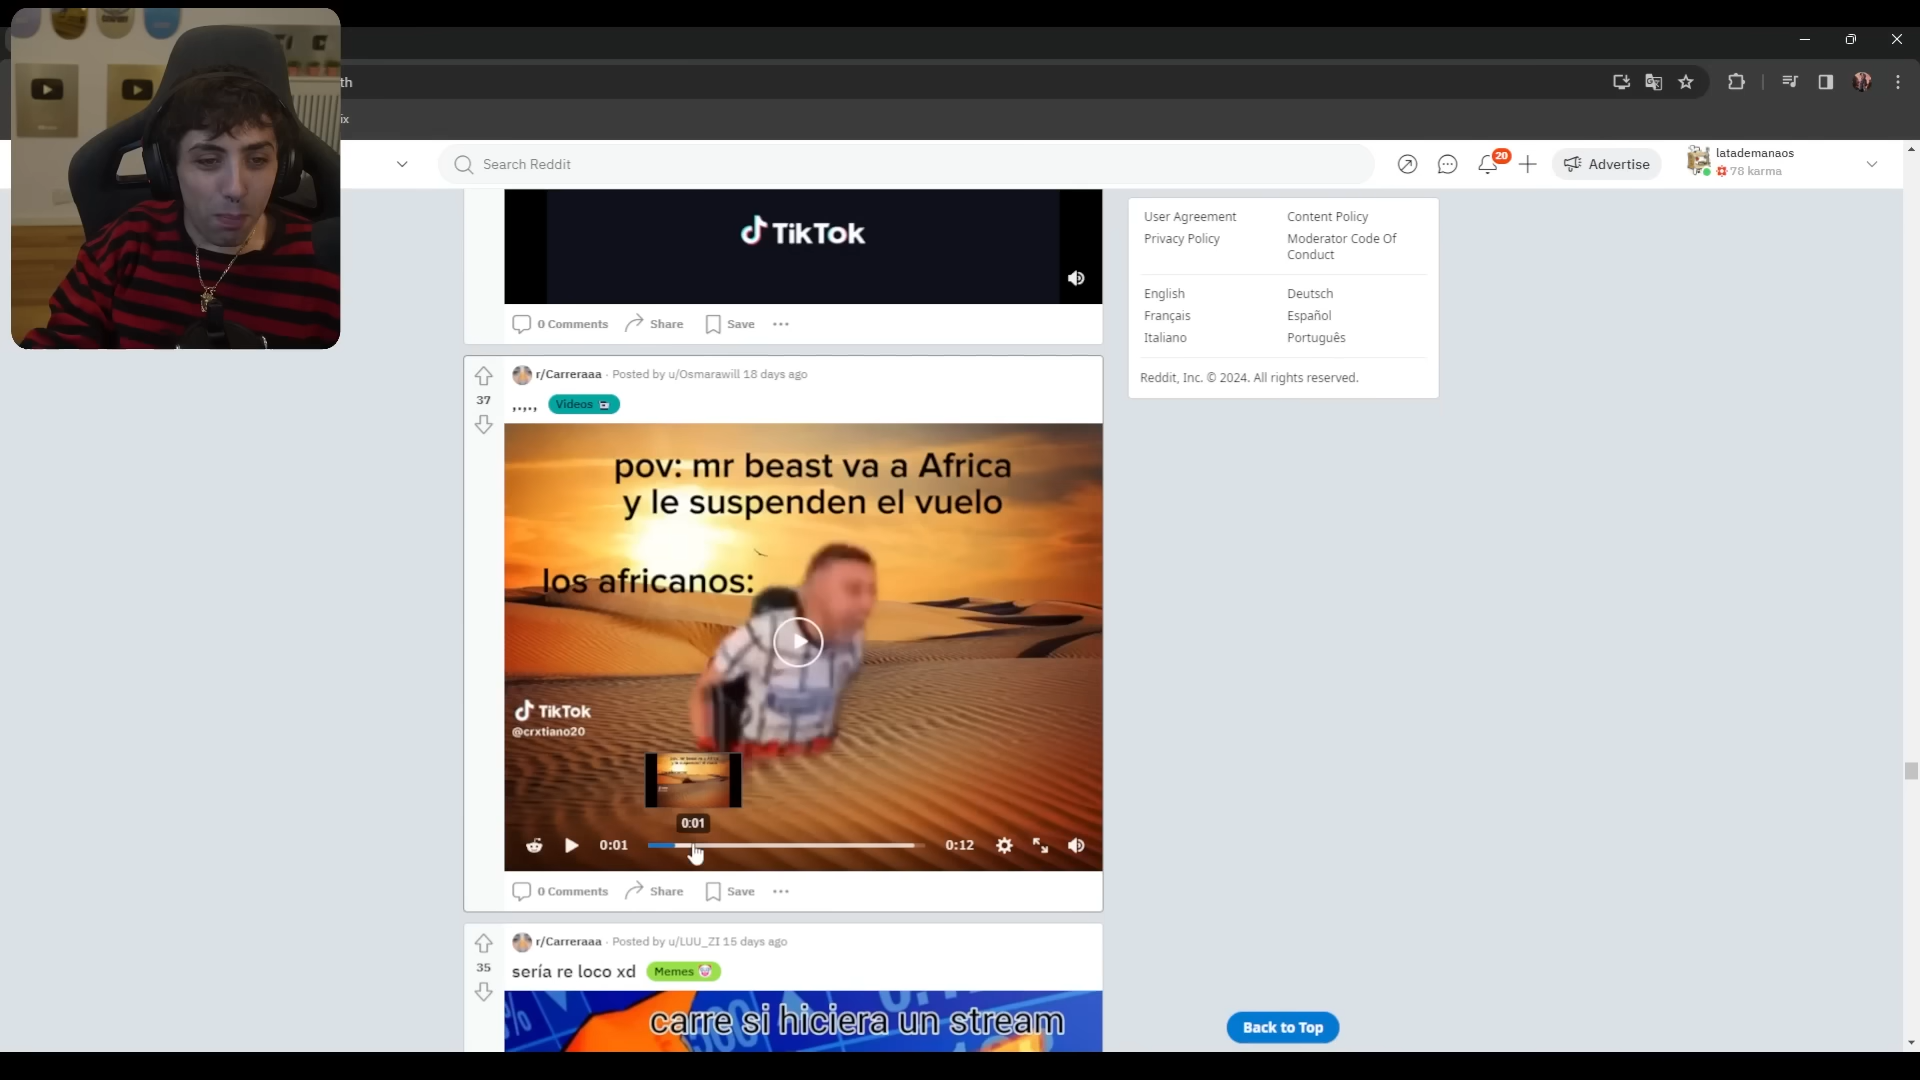 th
ix
Search Reddit
20
Advertise
latademanaos
78 karma
TikTok
0 Comments
Share
Save
User Agreement
Content Policy
Privacy Policy
Moderator Code Of
Conduct
English
Deutsch
Français
Español
Italiano
Português
Reddit, Inc. © 2024. All rights reserved.
37
r/Carreraaa · Posted by u/Osmarawill 18 days ago
,.,.,
Videos
pov: mr beast va a Africa
y le suspenden el vuelo
los africanos:
TikTok
@crxtiano20
0:01
0:01
0:12
0 Comments
Share
Save
35
r/Carreraaa · Posted by u/LUU_ZI 15 days ago
sería re loco xd
Memes
carre si hiciera un stream
Back to Top